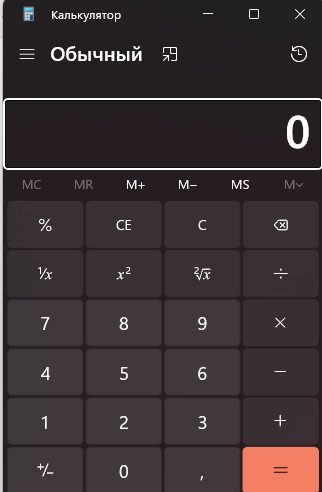 Калькулятор
Обычный
0
MC MR M+ M− MS M˅
% CE C
¹/x x² ²√x ÷
7 8 9 ×
4 5 6 −
1 2 3 +
+/− 0 , =